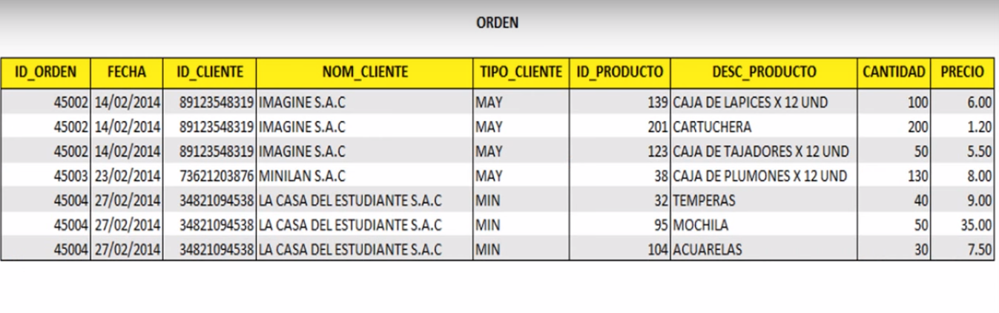 ORDEN
ID_ORDEN FECHA ID_CLIENTE NOM_CLIENTE TIPO_CLIENTE ID_PRODUCTO DESC_PRODUCTO CANTIDAD PRECIO
45002 14/02/2014 89123548319 IMAGINE S.A.C MAY 139 CAJA DE LAPICES X 12 UND 100 6.00
45002 14/02/2014 89123548319 IMAGINE S.A.C MAY 201 CARTUCHERA 200 1.20
45002 14/02/2014 89123548319 IMAGINE S.A.C MAY 123 CAJA DE TAJADORES X 12 UND 50 5.50
45003 23/02/2014 73621203876 MINILAN S.A.C MAY 38 CAJA DE PLUMONES X 12 UND 130 8.00
45004 27/02/2014 34821094538 LA CASA DEL ESTUDIANTE S.A.C MIN 32 TEMPERAS 40 9.00
45004 27/02/2014 34821094538 LA CASA DEL ESTUDIANTE S.A.C MIN 95 MOCHILA 50 35.00
45004 27/02/2014 34821094538 LA CASA DEL ESTUDIANTE S.A.C MIN 104 ACUARELAS 30 7.50